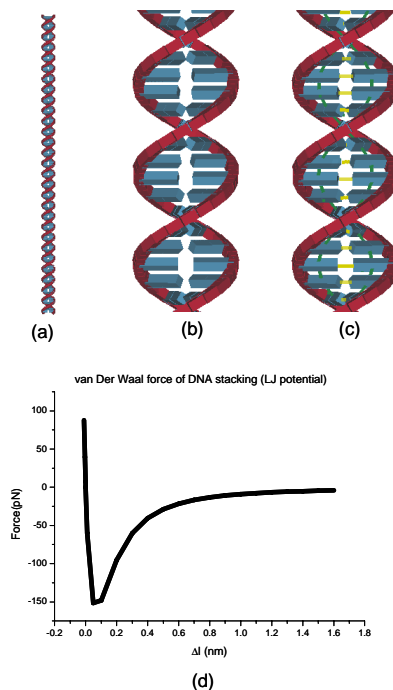 (a)
(b)
(c)
van Der Waal force of DNA stacking (LJ potential)
100
50
0
-50
-100
-150
Force(pN)
-0.2
0.0
0.2
0.4
0.6
0.8
1.0
1.2
1.4
1.6
1.8
Δl (nm)
(d)